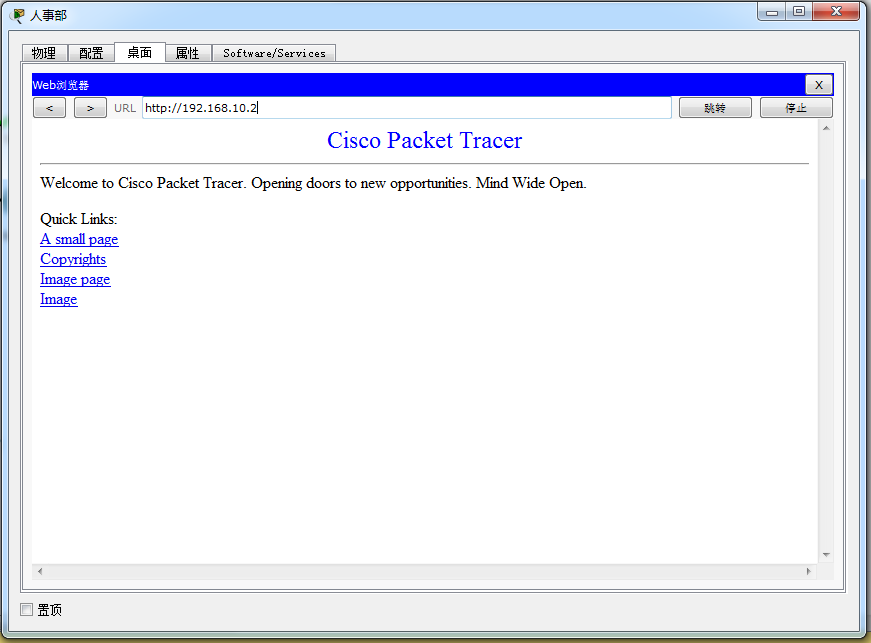 人事部
物理 配置 桌面 属性 Software/Services
Web浏览器 X
< > URL http://192.168.10.2 跳转 停止
Cisco Packet Tracer
Welcome to Cisco Packet Tracer. Opening doors to new opportunities. Mind Wide Open.
Quick Links:
A small page
Copyrights
Image page
Image
置顶